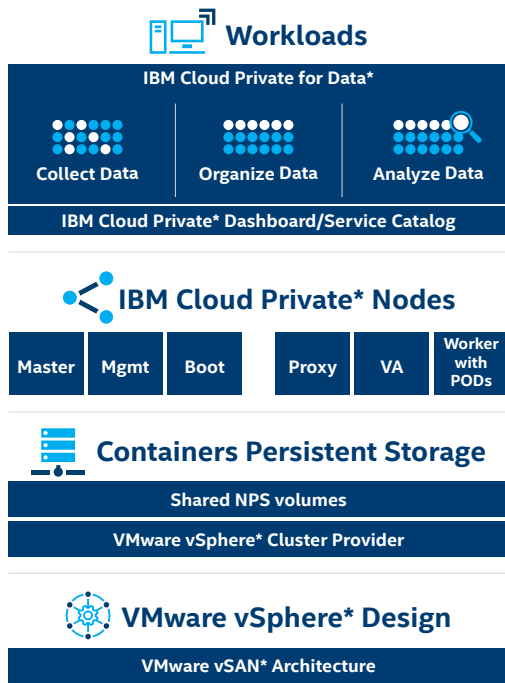 Workloads
IBM Cloud Private for Data*
Collect Data
Organize Data
Analyze Data
IBM Cloud Private* Dashboard/Service Catalog
IBM Cloud Private* Nodes
Master
Mgmt
Boot
Proxy
VA
Worker
with
PODs
Containers Persistent Storage
Shared NPS volumes
VMware vSphere* Cluster Provider
VMware vSphere* Design
VMware vSAN* Architecture